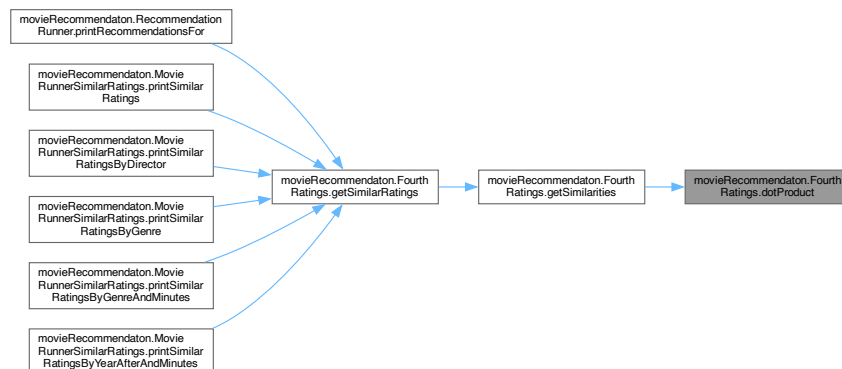 movieRecommendaton.Recommendation
Runner.printRecommendationsFor
movieRecommendaton.Movie
RunnerSimilarRatings.printSimilar
Ratings
movieRecommendaton.Movie
RunnerSimilarRatings.printSimilar
RatingsByDirector
movieRecommendaton.Movie
RunnerSimilarRatings.printSimilar
RatingsByGenre
movieRecommendaton.Movie
RunnerSimilarRatings.printSimilar
RatingsByGenreAndMinutes
movieRecommendaton.Movie
RunnerSimilarRatings.printSimilar
RatingsByYearAfterAndMinutes
movieRecommendaton.Fourth
Ratings.getSimilarRatings
movieRecommendaton.Fourth
Ratings.getSimilarities
movieRecommendaton.Fourth
Ratings.dotProduct